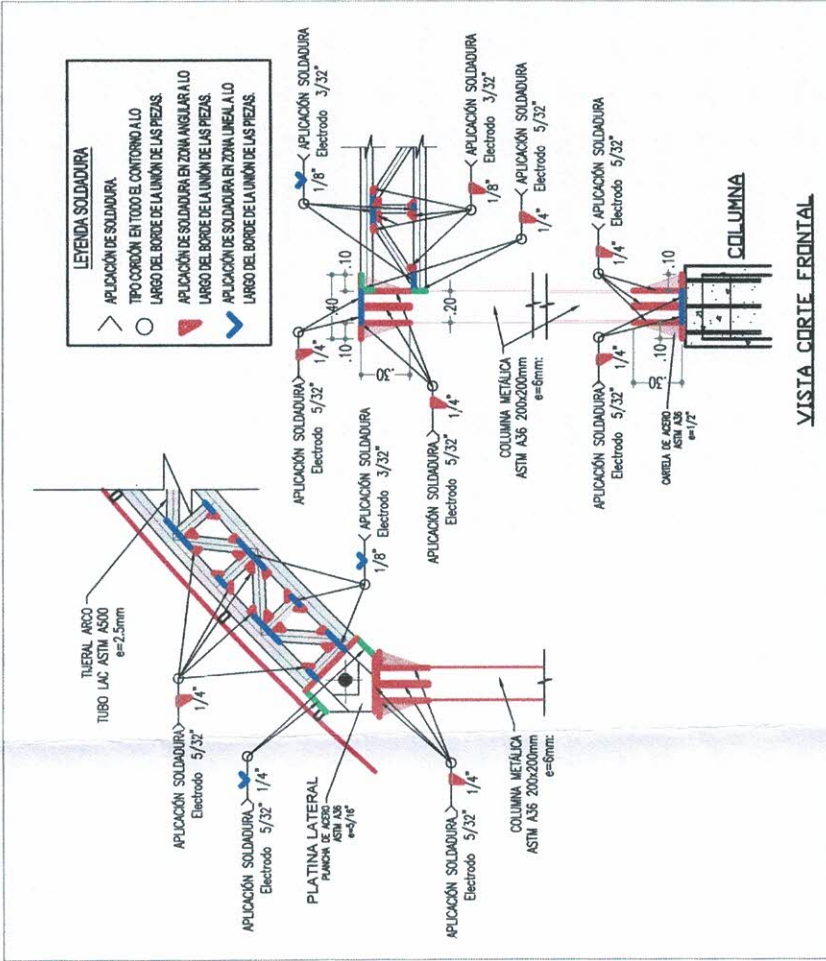 LEYENDA SOLDADURA
APLICACIÓN DE SOLDADURA.
TIPO CORDÓN EN TODO EL CONTORNO A LO
LARGO DEL BORDE DE LA UNIÓN DE LAS PIEZAS.
APLICACIÓN DE SOLDADURA EN ZONA ANGULAR A LO
LARGO DEL BORDE DE LA UNIÓN DE LAS PIEZAS.
APLICACIÓN DE SOLDADURA EN ZONA LINEAL A LO
LARGO DEL BORDE DE LA UNIÓN DE LAS PIEZAS.
TIJERAL ARCO
TUBO LAC ASTM A500
e=2.5mm
APLICACIÓN SOLDADURA
Electrodo 5/32" 1/4"
APLICACIÓN SOLDADURA
Electrodo 5/32" 1/4"
PLATINA LATERAL
PLANCHA DE ACERO
ASTM A36
e=5/16"
APLICACIÓN SOLDADURA
Electrodo 5/32" 1/4"
APLICACIÓN SOLDADURA
1/8" Electrodo 3/32"
COLUMNA METÁLICA
ASTM A36 200x200mm
e=6mm:
APLICACIÓN SOLDADURA
Electrodo 5/32" 1/4"
APLICACIÓN SOLDADURA
1/8" Electrodo 3/32"
.10
.40
.10
.30
.20
APLICACIÓN SOLDADURA
1/8" Electrodo 3/32"
APLICACIÓN SOLDADURA
1/4" Electrodo 5/32"
APLICACIÓN SOLDADURA
Electrodo 5/32" 1/4"
COLUMNA METÁLICA
ASTM A36 200x200mm
e=6mm:
APLICACIÓN SOLDADURA
Electrodo 5/32" 1/4"
APLICACIÓN SOLDADURA
1/4" Electrodo 5/32"
.10
.10
.30
CARTELA DE ACERO
ASTM A36
e=1/2"
COLUMNA
VISTA CORTE FRONTAL